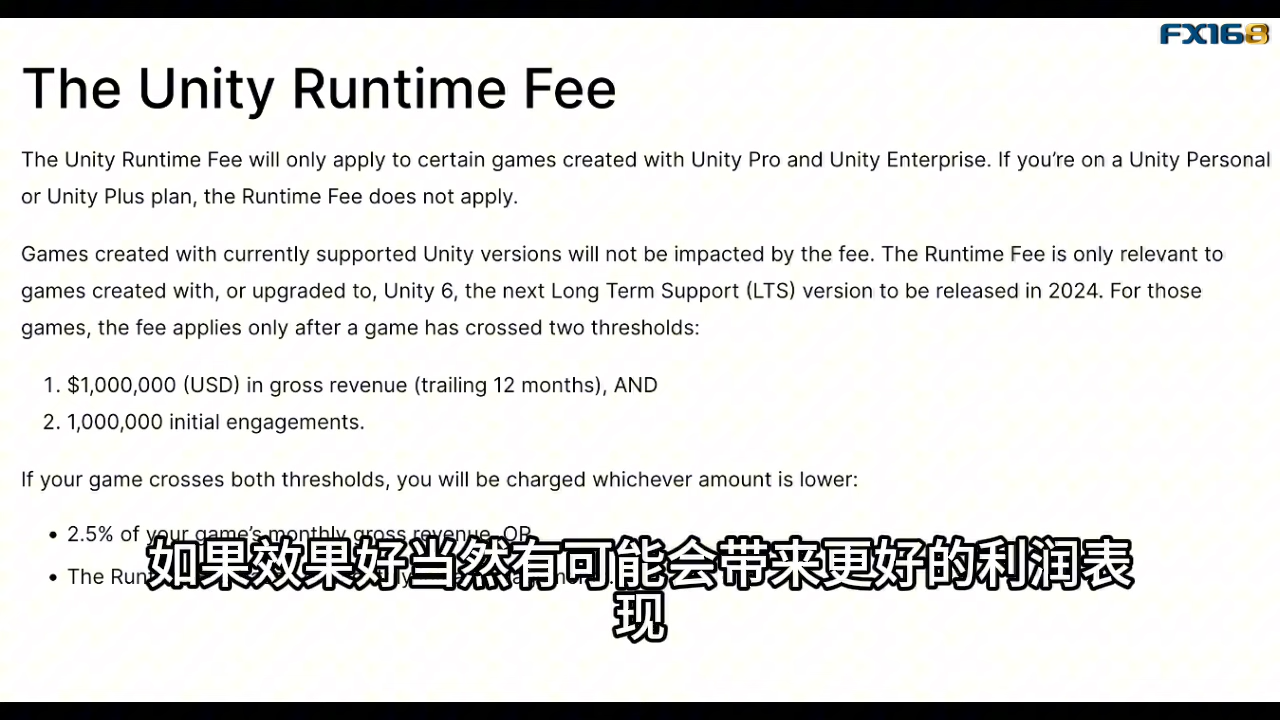 FX168
The Unity Runtime Fee
The Unity Runtime Fee will only apply to certain games created with Unity Pro and Unity Enterprise. If you’re on a Unity Personal
or Unity Plus plan, the Runtime Fee does not apply.
Games created with currently supported Unity versions will not be impacted by the fee. The Runtime Fee is only relevant to
games created with, or upgraded to, Unity 6, the next Long Term Support (LTS) version to be released in 2024. For those
games, the fee applies only after a game has crossed two thresholds:
1. $1,000,000 (USD) in gross revenue (trailing 12 months), AND
2. 1,000,000 initial engagements.
If your game crosses both thresholds, you will be charged whichever amount is lower:
• 2.5% of your game’s monthly gross revenue, OR
• The
如果效果好当然有可能会带来更好的利润表
现